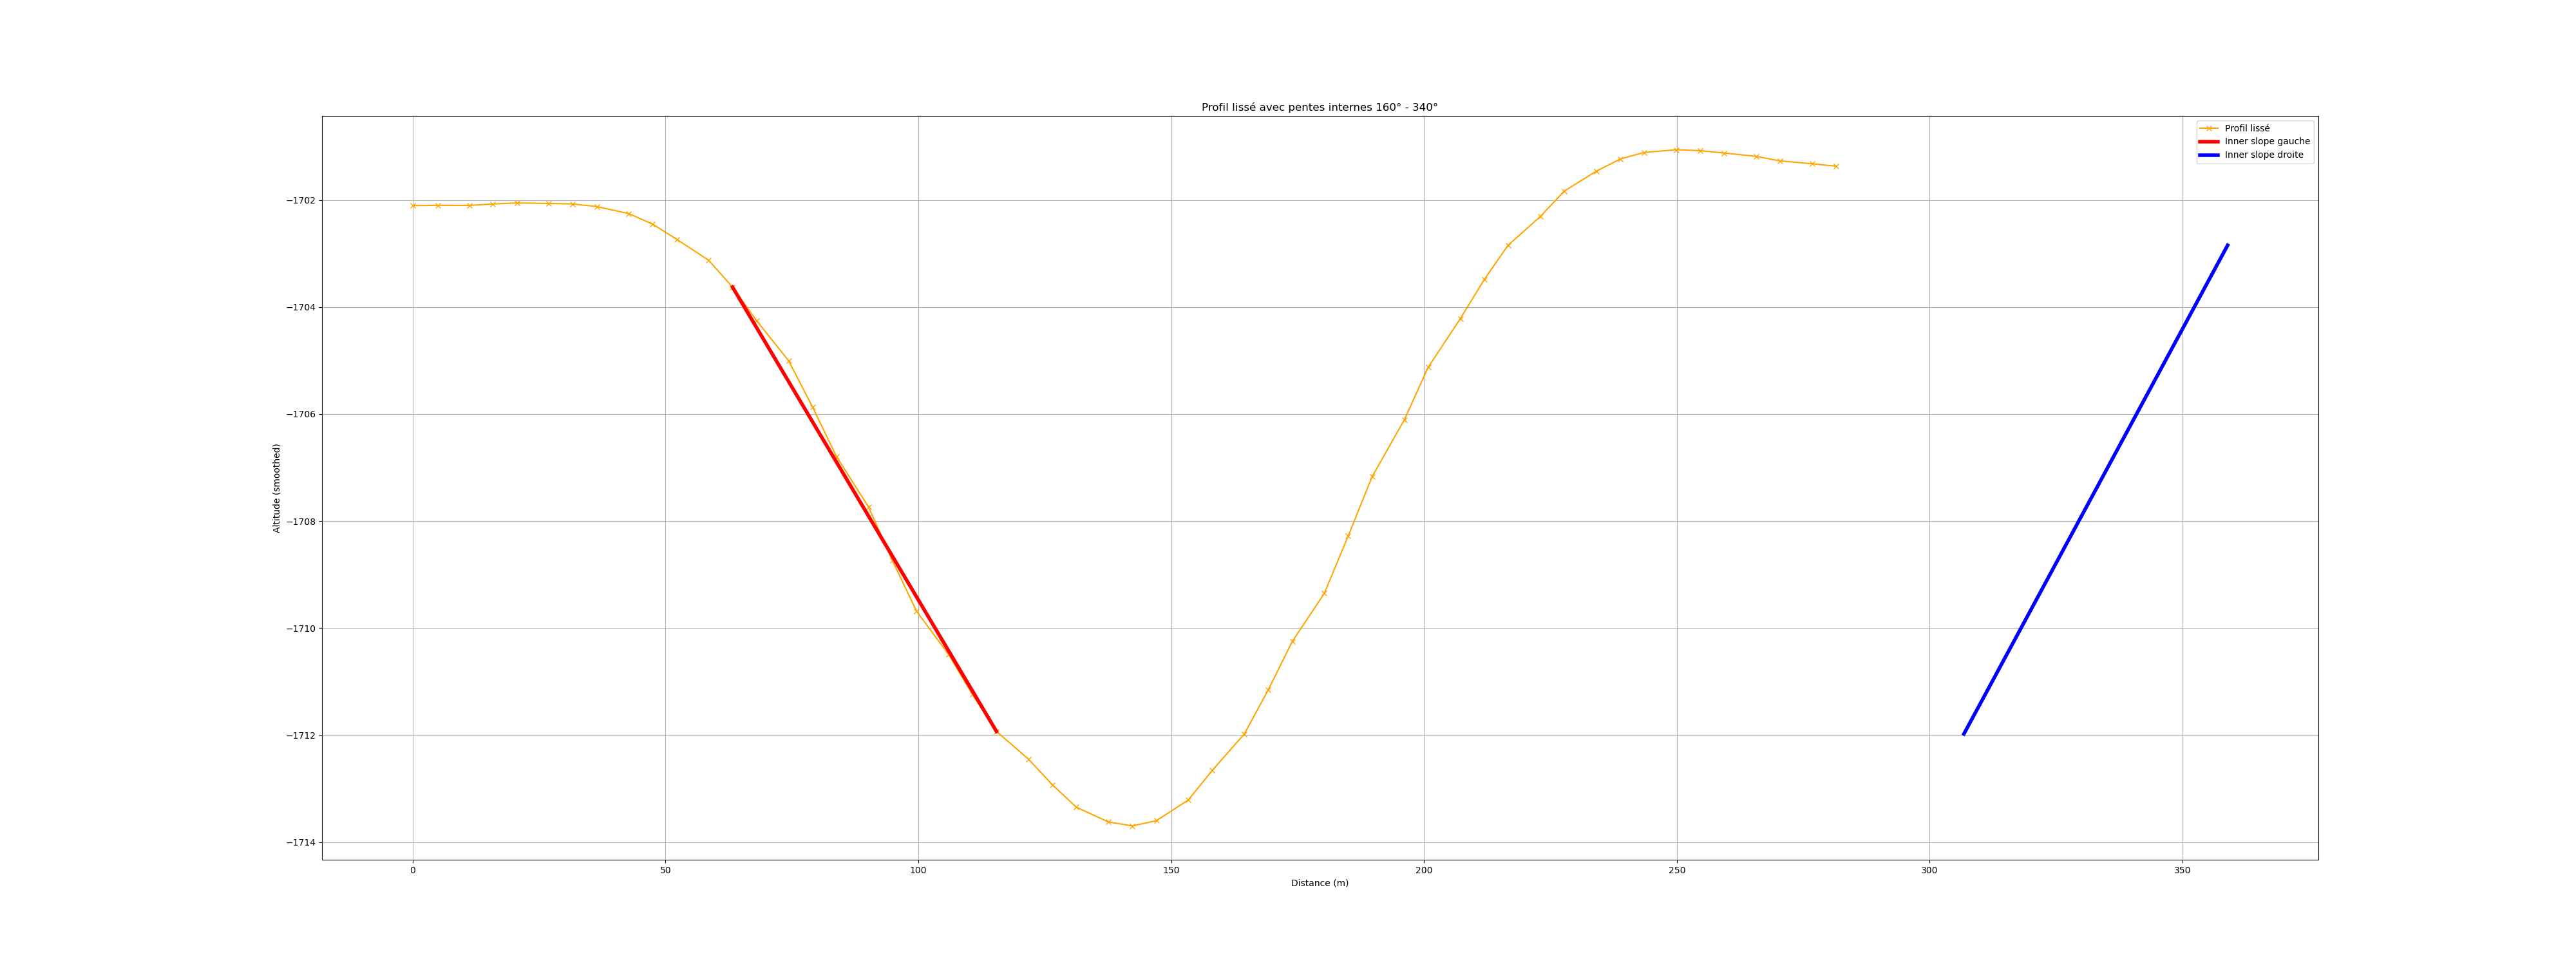 Profil lissé avec pentes internes 160° - 340°
Profil lissé
Inner slope gauche
Inner slope droite
−1702
−1704
−1706
−1708
−1710
−1712
−1714
Altitude (smoothed)
0 50 100 150 200 250 300 350
Distance (m)